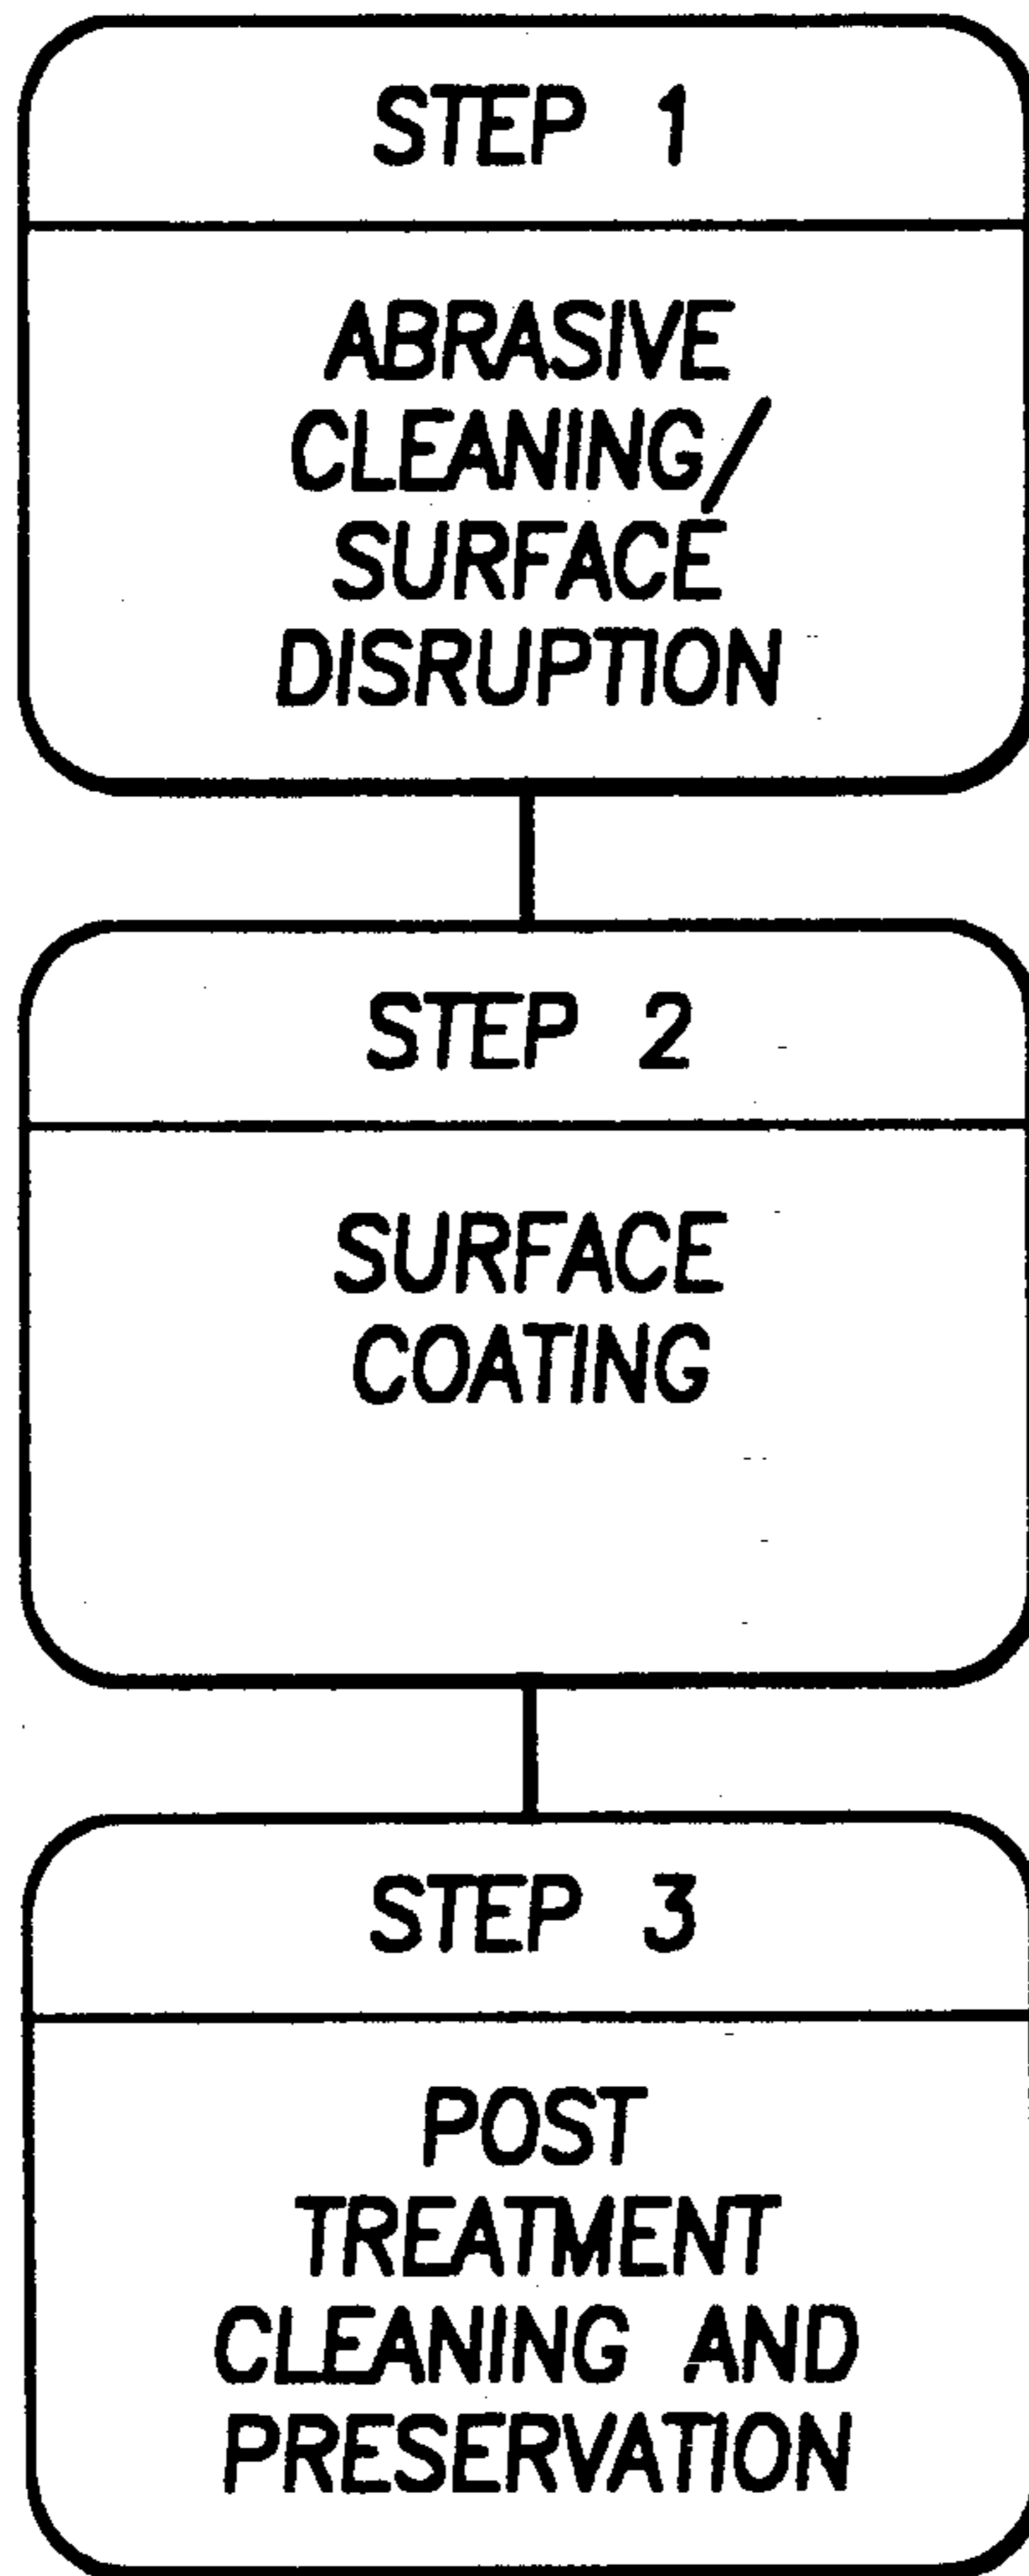 STEP 1
ABRASIVE
CLEANING/
SURFACE
DISRUPTION
STEP 2
SURFACE
COATING
STEP 3
POST
TREATMENT
CLEANING AND
PRESERVATION